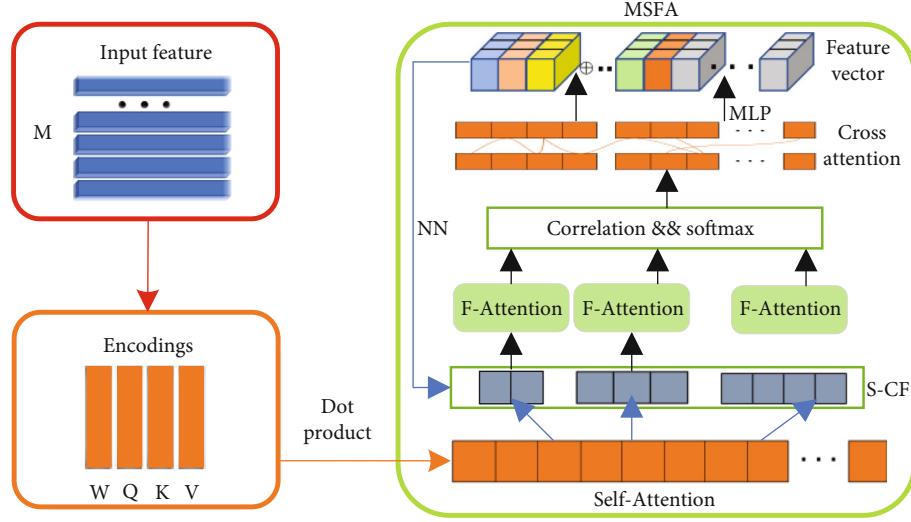 MSFA
Input feature
M
Feature
vector
MLP
Cross
attention
NN
Correlation && softmax
F-Attention
F-Attention
F-Attention
Encodings
W Q K V
Dot
product
S-CF
Self-Attention